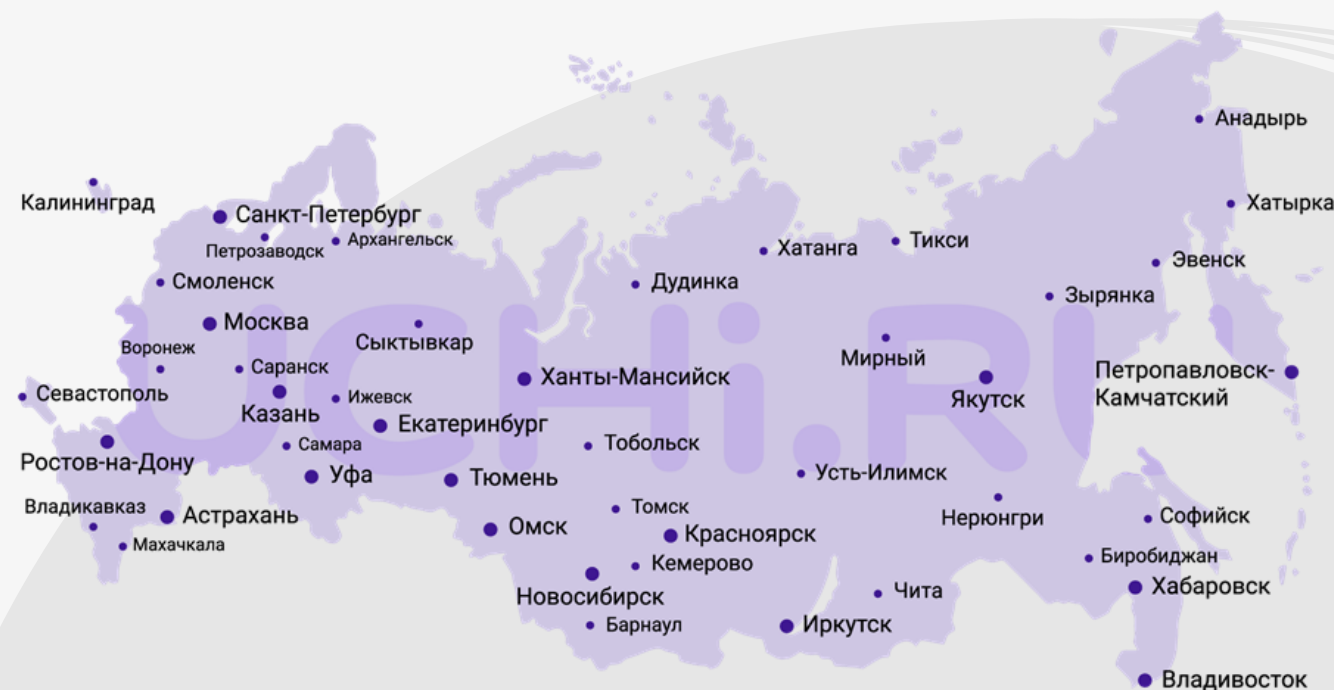 Анадырь
Калининград
Хатырка
Санкт-Петербург
Петрозаводск
Архангельск
Хатанга
Тикси
Эвенск
Смоленск
Дудинка
Зырянка
Москва
Сыктывкар
Воронеж
Мирный
UCHi.RU
Саранск
Ханты-Мансийск
Петропавловск-
Камчатский
Севастополь
Казань
Ижевск
Якутск
Екатеринбург
Самара
Тобольск
Ростов-на-Дону
Уфа
Тюмень
Усть-Илимск
Владикавказ
Астрахань
Томск
Нерюнгри
Софийск
Омск
Красноярск
Махачкала
Кемерово
Биробиджан
Новосибирск
Чита
Хабаровск
Барнаул
Иркутск
Владивосток